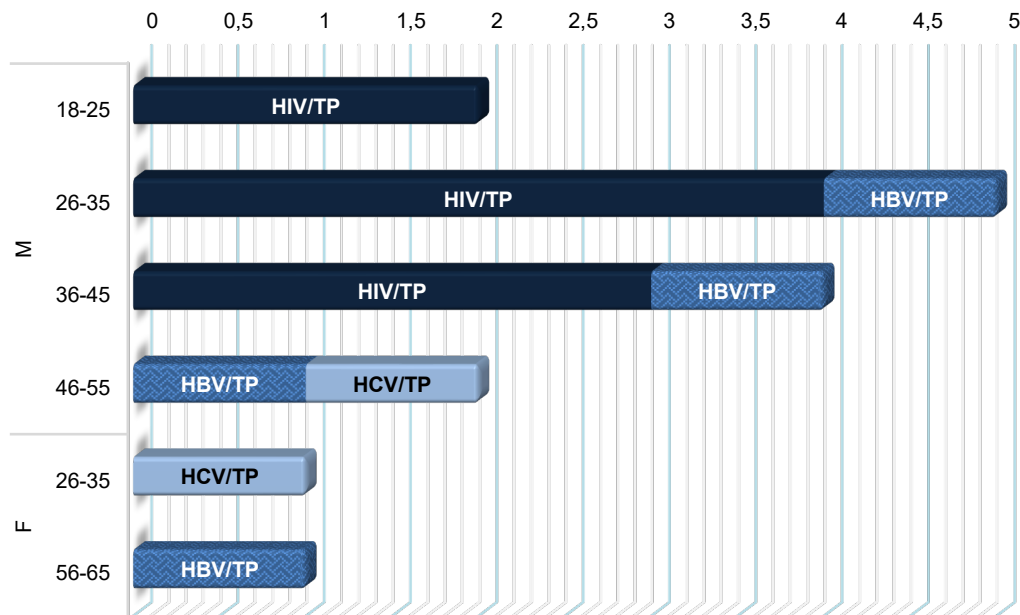 0 0,5 1 1,5 2 2,5 3 3,5 4 4,5 5
M
18-25 HIV/TP
26-35 HIV/TP HBV/TP
36-45 HIV/TP HBV/TP
46-55 HBV/TP HCV/TP
F
26-35 HCV/TP
56-65 HBV/TP